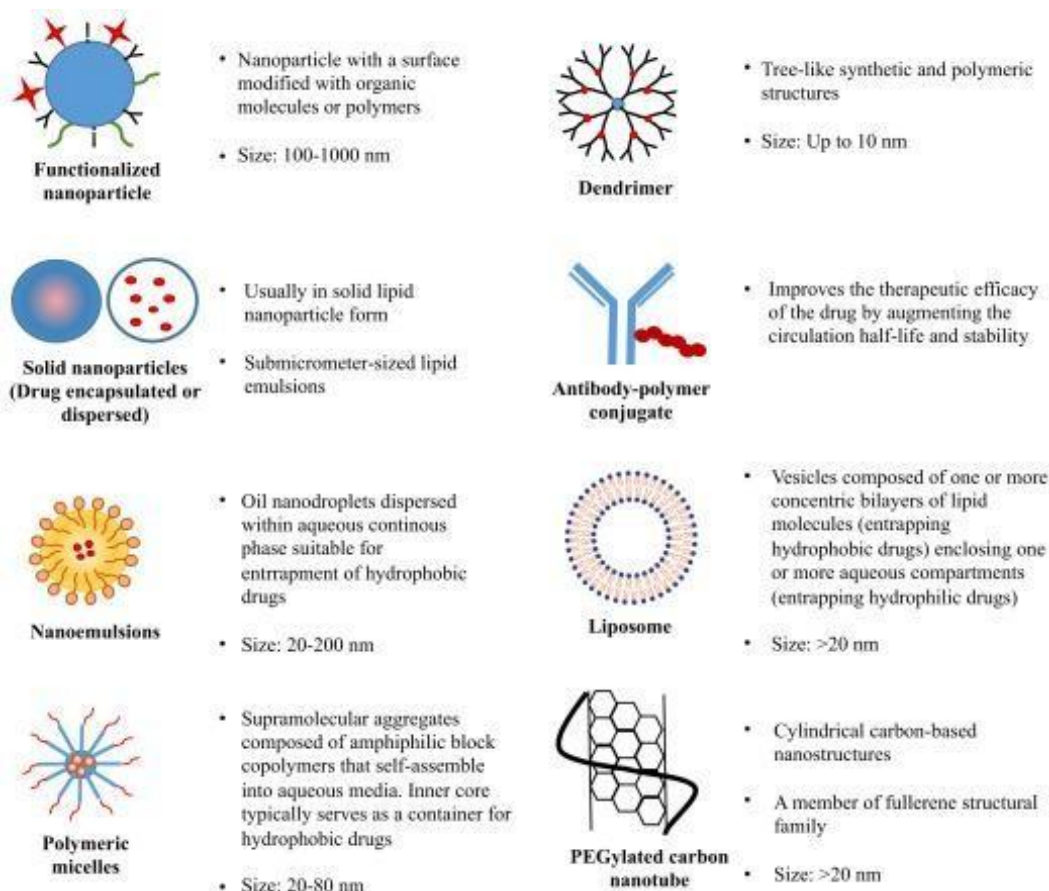 • Nanoparticle with a surface
modified with organic
molecules or polymers
• Size: 100-1000 nm
Functionalized
nanoparticle
• Tree-like synthetic and polymeric
structures
• Size: Up to 10 nm
Dendrimer
• Usually in solid lipid
nanoparticle form
• Submicrometer-sized lipid
emulsions
Solid nanoparticles
(Drug encapsulated or
dispersed)
• Improves the therapeutic efficacy
of the drug by augmenting the
circulation half-life and stability
Antibody-polymer
conjugate
• Oil nanodroplets dispersed
within aqueous continous
phase suitable for
entrrapment of hydrophobic
drugs
• Size: 20-200 nm
Nanoemulsions
• Vesicles composed of one or more
concentric bilayers of lipid
molecules (entrapping
hydrophobic drugs) enclosing one
or more aqueous compartments
(entrapping hydrophilic drugs)
• Size: >20 nm
Liposome
• Supramolecular aggregates
composed of amphiphilic block
copolymers that self-assemble
into aqueous media. Inner core
typically serves as a container for
hydrophobic drugs
• Size: 20-80 nm
Polymeric
micelles
• Cylindrical carbon-based
nanostructures
• A member of fullerene structural
family
• Size: >20 nm
PEGylated carbon
nanotube